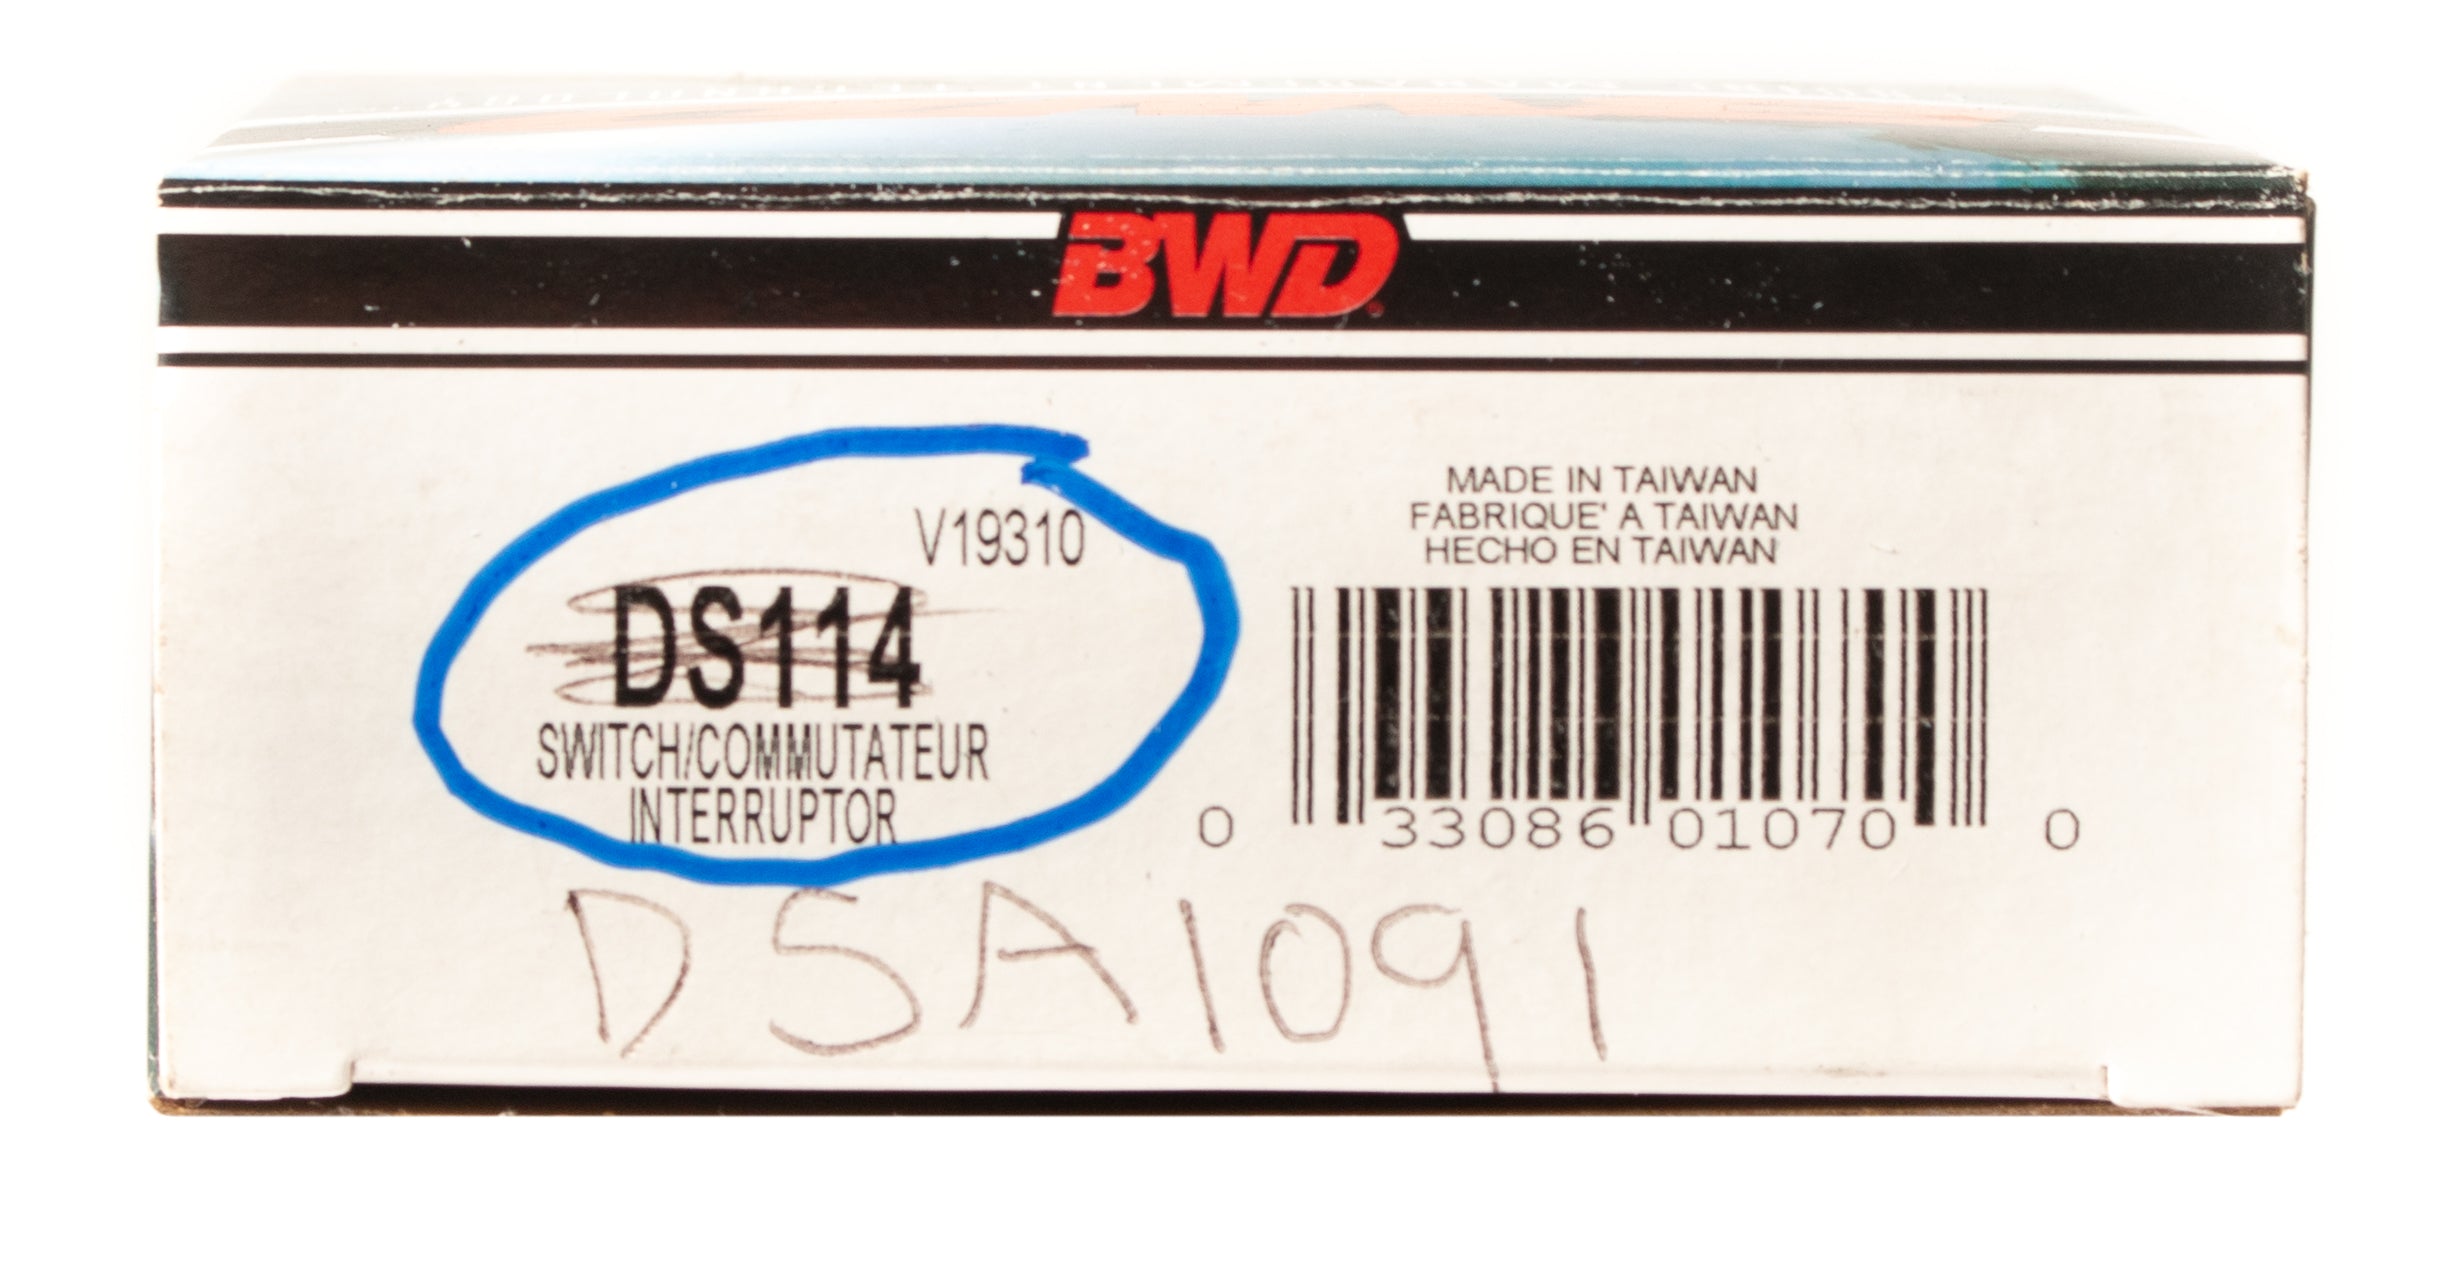 BWD
V19310
DS114
SWITCH/COMMUTATEUR
INTERRUPTOR
MADE IN TAIWAN
FABRIQUE' A TAIWAN
HECHO EN TAIWAN
0 33086 01070 0
DSA1091